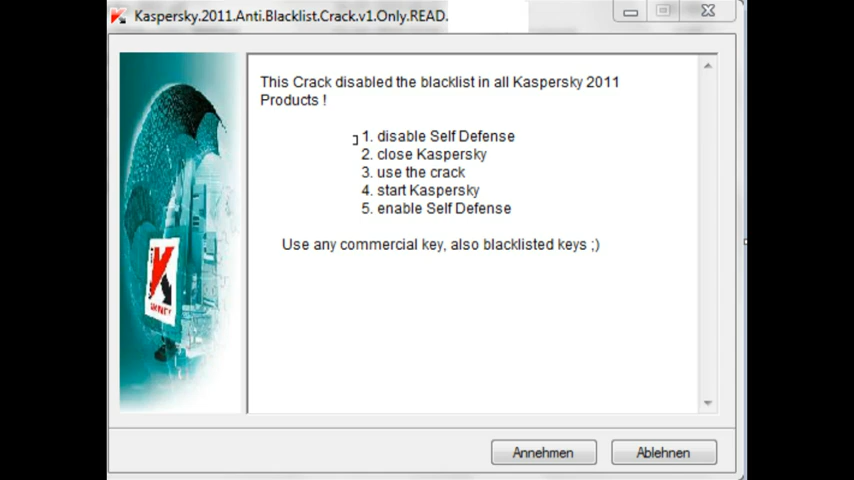 Kaspersky.2011.Anti.Blacklist.Crack.v1.Only.READ.
This Crack disabled the blacklist in all Kaspersky 2011
Products !
1. disable Self Defense
2. close Kaspersky
3. use the crack
4. start Kaspersky
5. enable Self Defense
Use any commercial key, also blacklisted keys ;)
Annehmen
Ablehnen